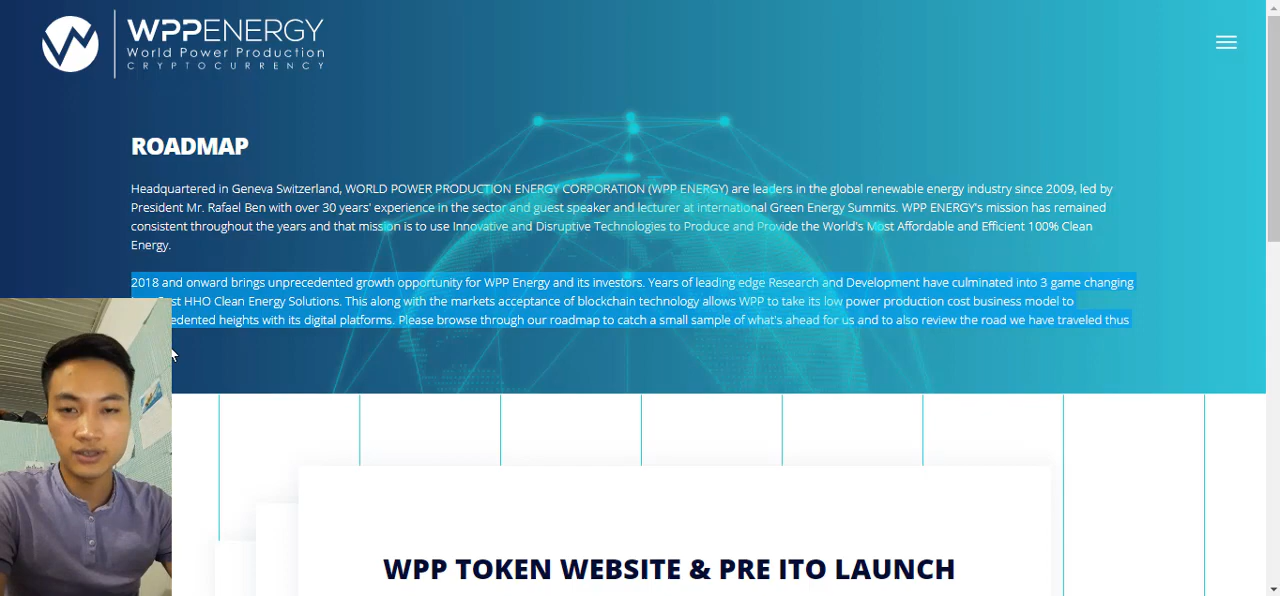 WPPENERGY
World Power Production
CRYPTOCURRENCY
ROADMAP
Headquartered in Geneva Switzerland, WORLD POWER PRODUCTION ENERGY CORPORATION (WPP ENERGY) are leaders in the global renewable energy industry since 2009, led by
President Mr. Rafael Ben with over 30 years' experience in the sector and guest speaker and lecturer at international Green Energy Summits. WPP ENERGY's mission has remained
consistent throughout the years and that mission is to use Innovative and Disruptive Technologies to Produce and Provide the World's Most Affordable and Efficient 100% Clean
Energy.
2018 and onward brings unprecedented growth opportunity for WPP Energy and its investors. Years of leading edge Research and Development have culminated into 3 game changing
HHO Clean Energy Solutions. This along with the markets acceptance of blockchain technology allows WPP to take its low power production cost business model to
heights with its digital platforms. Please browse through our roadmap to catch a small sample of what's ahead for us and to also review the road we have traveled thus
WPP TOKEN WEBSITE & PRE ITO LAUNCH